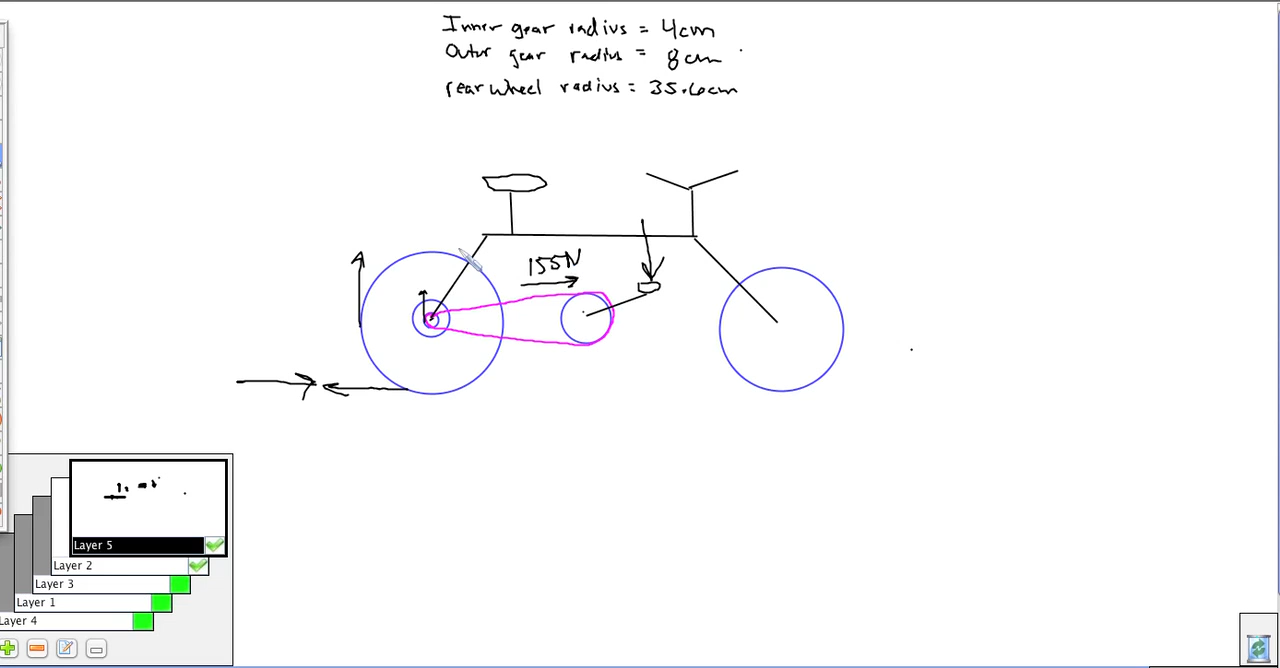 Inner gear radius = 4cm
Outer gear radius = 8cm
rear wheel radius = 35.6cm
155N
Layer 5
Layer 2
Layer 3
Layer 1
Layer 4